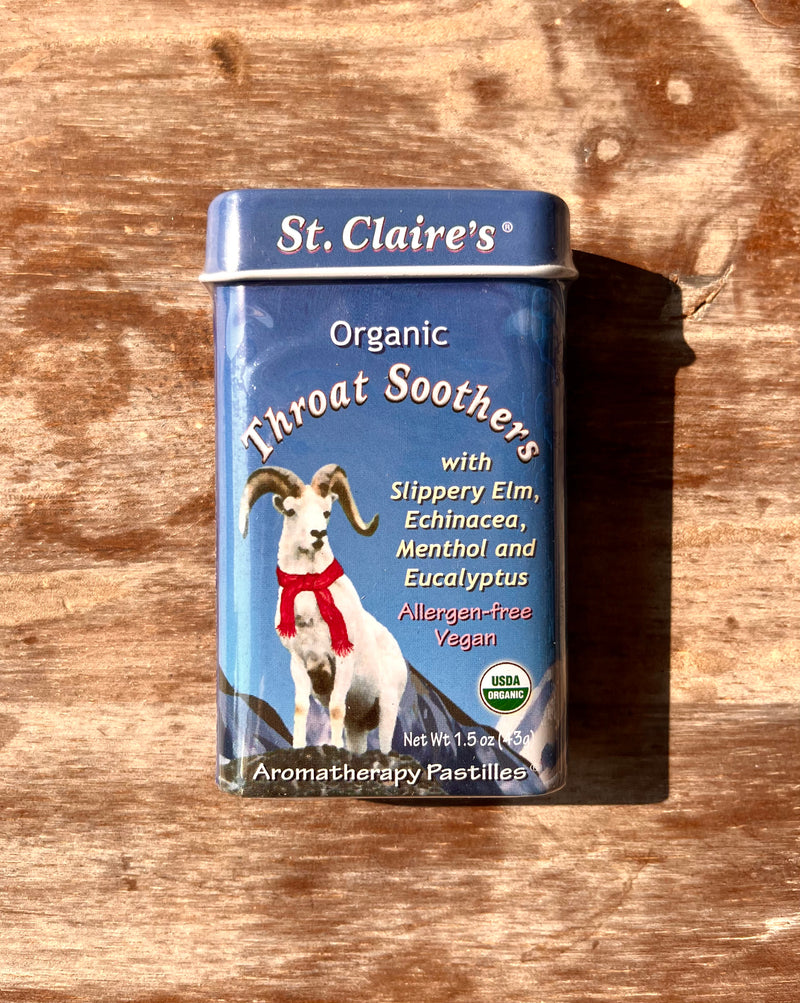 St. Claire's®
Organic
Throat Soothers
with
Slippery Elm,
Echinacea,
Menthol and
Eucalyptus
Allergen-free
Vegan
USDA
ORGANIC
Net Wt 1.5 oz (43g)
Aromatherapy Pastilles